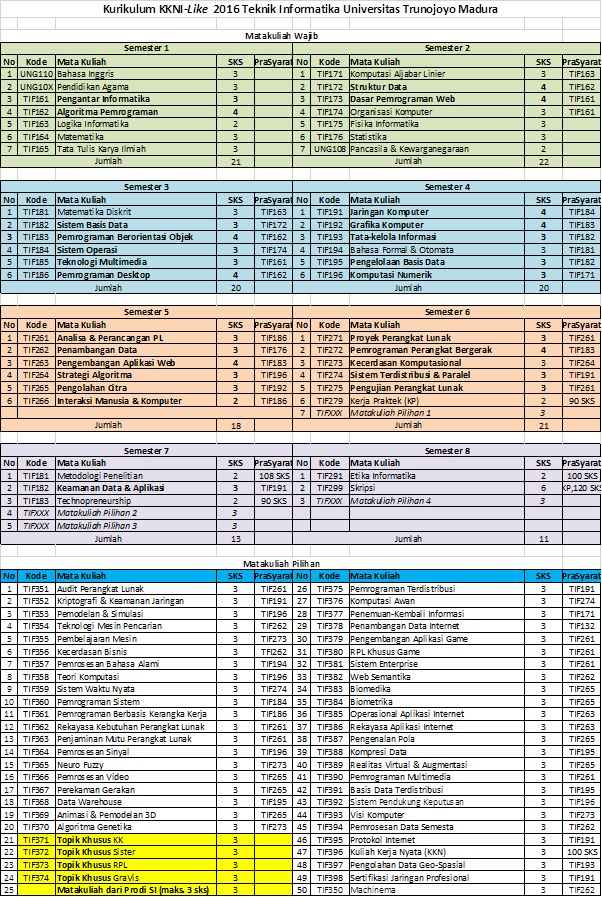 Kurikulum KKNI-Like 2016 Teknik Informatika Universitas Trunojoyo Madura
Matakuliah Wajib
Semester 1 Semester 2
No Kode Mata Kuliah SKS PraSyarat No Kode Mata Kuliah SKS PraSyarat
1 UNG110 Bahasa Inggris 3 1 TIF171 Komputasi Aljabar Linier 3 TIF163
2 UNG10X Pendidikan Agama 3 2 TIF172 Struktur Data 4 TIF162
3 TIF161 Pengantar Informatika 3 3 TIF173 Dasar Pemrograman Web 4 TIF161
4 TIF162 Algoritma Pemrograman 4 4 TIF174 Organisasi Komputer 3 TIF161
5 TIF163 Logika Informatika 2 5 TIF175 Fisika Informatika 3
6 TIF164 Matematika 3 6 TIF176 Statistika 3
7 TIF165 Tata Tulis Karya Ilmiah 3 7 UNG108 Pancasila & Kewarganegaraan 2
Jumlah 21 Jumlah 22
Semester 3 Semester 4
No Kode Mata Kuliah SKS PraSyarat No Kode Mata Kuliah SKS PraSyarat
1 TIF181 Matematika Diskrit 3 TIF163 1 TIF191 Jaringan Komputer 4 TIF184
2 TIF182 Sistem Basis Data 3 TIF172 2 TIF192 Grafika Komputer 4 TIF183
3 TIF183 Pemrograman Berorientasi Objek 4 TIF162 3 TIF193 Tata-kelola Informasi 3 TIF182
4 TIF184 Sistem Operasi 3 TIF174 4 TIF194 Bahasa Formal & Otomata 3 TIF181
5 TIF185 Teknologi Multimedia 3 TIF161 5 TIF195 Pengelolaan Basis Data 3 TIF182
6 TIF186 Pemrograman Desktop 4 TIF162 6 TIF196 Komputasi Numerik 3 TIF171
Jumlah 20 Jumlah 20
Semester 5 Semester 6
No Kode Mata Kuliah SKS PraSyarat No Kode Mata Kuliah SKS PraSyarat
1 TIF261 Analisa & Perancangan PL 3 TIF186 1 TIF271 Proyek Perangkat Lunak 3 TIF261
2 TIF262 Penambangan Data 3 TIF176 2 TIF272 Pemrograman Perangkat Bergerak 4 TIF183
3 TIF263 Pengembangan Aplikasi Web 4 TIF183 3 TIF273 Kecerdasan Komputasional 3 TIF264
4 TIF264 Strategi Algoritma 3 TIF196 4 TIF274 Sistem Terdistribusi & Paralel 3 TIF191
5 TIF265 Pengolahan Citra 3 TIF192 5 TIF275 Pengujian Perangkat Lunak 3 TIF261
6 TIF266 Interaksi Manusia & Komputer 2 TIF186 6 TIF279 Kerja Praktek (KP) 2 90 SKS
7 TIFXXX Matakuliah Pilihan 1 3
Jumlah 18 Jumlah 21
Semester 7 Semester 8
No Kode Mata Kuliah SKS PraSyarat No Kode Mata Kuliah SKS PraSyarat
1 TIF181 Metodologi Penelitian 2 108 SKS 1 TIF291 Etika Informatika 2 100 SKS
2 TIF182 Keamanan Data & Aplikasi 3 TIF191 2 TIF299 Skripsi 6 KP,120 SKS
3 TIF183 Technopreneurship 2 90 SKS 3 TIFXXX Matakuliah Pilihan 4 3
4 TIFXXX Matakuliah Pilihan 2 3
5 TIFXXX Matakuliah Pilihan 3 3
Jumlah 13 Jumlah 11
Matakuliah Pilihan
No Kode Mata Kuliah SKS PraSyarat No Kode Mata Kuliah SKS PraSyarat
1 TIF351 Audit Perangkat Lunak 3 TIF261 26 TIF375 Pemrograman Terdistribusi 3 TIF191
2 TIF352 Kriptografi & Keamanan Jaringan 3 TIF191 27 TIF376 Komputasi Awan 3 TIF274
3 TIF353 Pemodelan & Simulasi 3 TIF196 28 TIF377 Penemuan-Kembali Informasi 3 TIF171
4 TIF354 Teknologi Mesin Pencarian 3 TIF262 29 TIF378 Penambangan Data Internet 3 TIF132
5 TIF355 Pembelajaran Mesin 3 TIF273 30 TIF379 Pengembangan Aplikasi Game 3 TIF261
6 TIF356 Kecerdasan Bisnis 3 TFI262 31 TIF380 RPL Khusus Game 3 TIF261
7 TIF357 Pemrosesan Bahasa Alami 3 TIF194 32 TIF381 Sistem Enterprise 3 TIF261
8 TIF358 Teori Komputasi 3 TIF196 33 TIF382 Web Semantika 3 TIF262
9 TIF359 Sistem Waktu Nyata 3 TIF274 34 TIF383 Biomedika 3 TIF265
10 TIF360 Pemrograman Sistem 3 TIF184 35 TIF384 Biometrika 3 TIF265
11 TIF361 Pemrograman Berbasis Kerangka Kerja 3 TIF186 36 TIF385 Operasional Aplikasi Internet 3 TIF263
12 TIF362 Rekayasa Kebutuhan Perangkat Lunak 3 TIF261 37 TIF386 Rekayasa Aplikasi Internet 3 TIF263
13 TIF363 Penjaminan Mutu Perangkat Lunak 3 TIF261 38 TIF387 Pengenalan Pola 3 TIF265
14 TIF364 Pemrosesan Sinyal 3 TIF196 39 TIF388 Kompresi Data 3 TIF195
15 TIF365 Neuro Fuzzy 3 TIF273 40 TIF389 Realitas Virtual & Augmentasi 3 TIF265
16 TIF366 Pemrosesan Video 3 TIF265 41 TIF390 Pemrograman Multimedia 3 TIF261
17 TIF367 Perekaman Gerakan 3 TIF265 42 TIF391 Basis Data Terdistribusi 3 TIF195
18 TIF368 Data Warehouse 3 TIF195 43 TIF392 Sistem Pendukung Keputusan 3 TIF196
19 TIF369 Animasi & Pemodelan 3D 3 TIF265 44 TIF393 Visi Komputer 3 TIF273
20 TIF370 Algoritma Genetika 3 TIF273 45 TIF394 Pemrosesan Data Semesta 3 TIF262
21 TIF371 Topik Khusus KK 3 46 TIF395 Protokol Internet 3 TIF191
22 TIF372 Topik Khusus Sister 3 47 TIF396 Kuliah Kerja Nyata (KKN) 3 100 SKS
23 TIF373 Topik Khusus RPL 3 48 TIF397 Pengolahan Data Geo-Spasial 3 TIF193
24 TIF374 Topik Khusus GraVis 3 49 TIF398 Sertifikasi Jaringan Profesional 3 TIF191
25 Matakuliah dari Prodi SI (maks. 3 sks) 3 50 TIF350 Machinema 3 TIF262